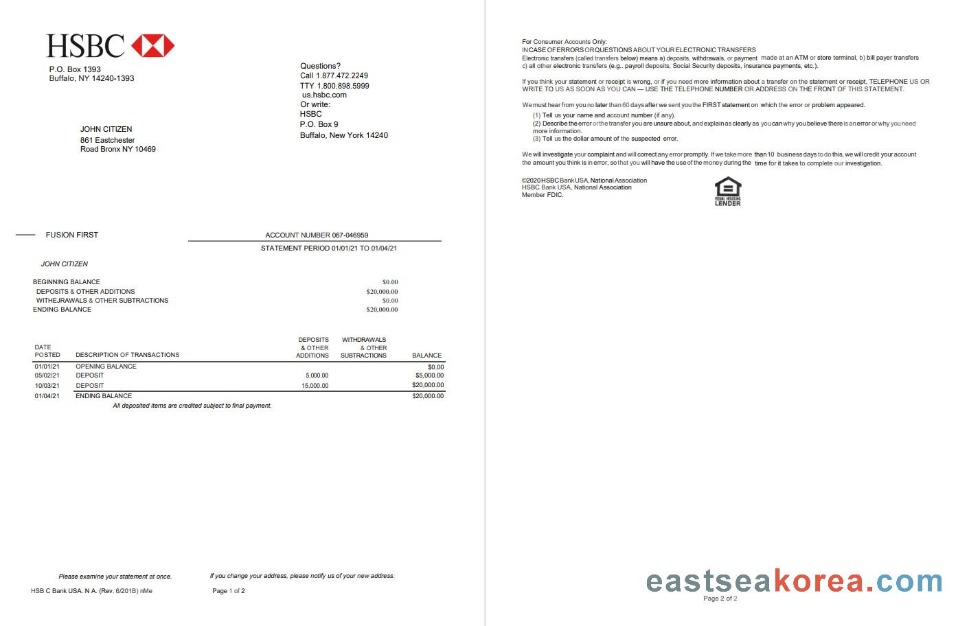 HSBC
P.O. Box 1393
Buffalo, NY 14240-1393
Questions?
Call 1.877.472.2249
TTY 1.800.898.5999
us.hsbc.com
Or write:
HSBC
P.O. Box 9
Buffalo, New York 14240
JOHN CITIZEN
861 Eastchester
Road Bronx NY 10469
FUSION FIRST
ACCOUNT NUMBER 067-046959
STATEMENT PERIOD 01/01/21 TO 01/04/21
JOHN CITIZEN
BEGINNING BALANCE $0.00
DEPOSITS & OTHER ADDITIONS $20,000.00
WITHEJRAWALS & OTHER SUBTRACTIONS $0.00
ENDING BALANCE $20,000.00
DEPOSITS WITHDRAWALS
DATE & OTHER & OTHER
POSTED DESCRIPTION OF TRANSACTIONS ADDITIONS SUBTRACTIONS BALANCE
01/01/21 OPENING BALANCE $0.00
05/02/21 DEPOSIT 5,000.00 $5,000.00
10/03/21 DEPOSIT 15,000.00 $20,000.00
01/04/21 ENDING BALANCE $20,000.00
All deposited items are credited subject to final payment.
Please examine your statement at once. If you change your address, please notify us of your new address.
HSB C Bank USA. N.A. (Rev. 6/201B) nMe Page 1 of 2
For Consumer Accounts Only:
IN CASE OF ERRORS OR QUESTIONS ABOUT YOUR ELECTRONIC TRANSFERS
Electronic transfers (called transfers below) means a) deposits, withdrawals, or payment made at an ATM or store terminal, b) bill payer transfers
c) all other electronic transfers (e.g., payroll deposits, Social Security deposits, insurance payments, etc.).
If you think your statement or receipt is wrong, or if you need more information about a transfer on the statement or receipt, TELEPHONE US OR
WRITE TO US AS SOON AS YOU CAN — USE THE TELEPHONE NUMBER OR ADDRESS ON THE FRONT OF THIS STATEMENT.
We must hear from you no later than 60 days after we sent you the FIRST statement on which the error or problem appeared.
(1) Tell us your name and account number (if any).
(2) Describe the error or the transfer you are unsure about, and explain as clearly as you can why you believe there is an error or why you need
more information.
(3) Tell us the dollar amount of the suspected error.
We will investigate your complaint and will correct any error promptly. If we take more than 10 business days to do this, we will credit your account
the amount you think is in error, so that you will have the use of the money during the time for it takes to complete our investigation.
©2020 HSBC Bank USA, National Association
HSBC Bank USA, National Association
Member FDIC.
EQUAL HOUSING
LENDER
eastseakorea.com
Page 2 of 2